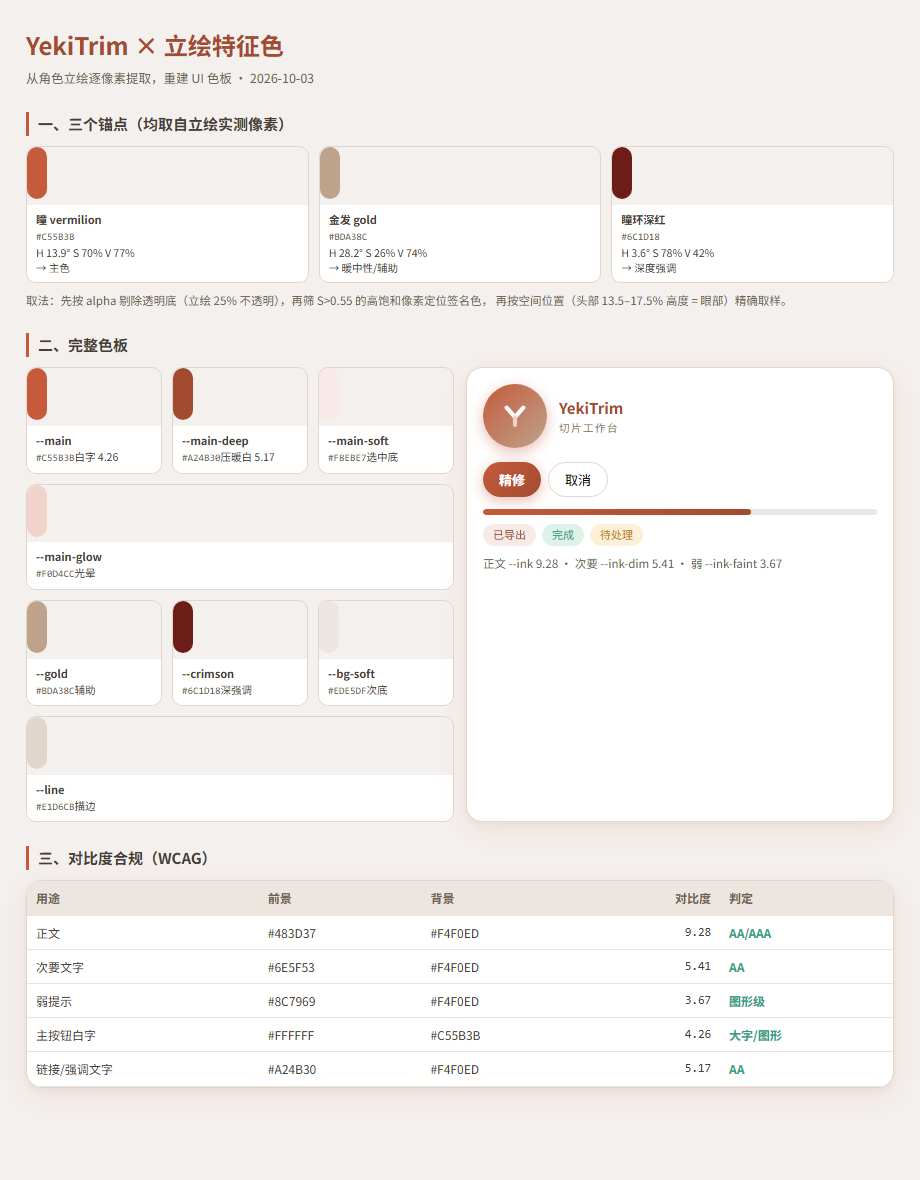 YekiTrim × 立绘特征色
从角色立绘逐像素提取，重建 UI 色板 · 2026-10-03
一、三个锚点（均取自立绘实测像素）
瞳 vermilion
#C55B3B
H 13.9° S 70% V 77%
→ 主色
金发 gold
#BDA38C
H 28.2° S 26% V 74%
→ 暖中性/辅助
瞳环深红
#6C1D18
H 3.6° S 78% V 42%
→ 深度强调
取法：先按 alpha 剔除透明底（立绘 25% 不透明），再筛 S>0.55 的高饱和像素定位签名色， 再按空间位置（头部 13.5–17.5% 高度 = 眼部）精确取样。
二、完整色板
--main
#C55B3B白字 4.26
--main-deep
#A24B30压暖白 5.17
--main-soft
#F8EBE7选中底
--main-glow
#F0D4CC光晕
--gold
#BDA38C辅助
--crimson
#6C1D18深强调
--bg-soft
#EDE5DF次底
--line
#E1D6CB描边
Y
YekiTrim
切片工作台
精修
取消
已导出
完成
待处理
正文 --ink 9.28 · 次要 --ink-dim 5.41 · 弱 --ink-faint 3.67
三、对比度合规（WCAG）
用途 前景 背景 对比度 判定
正文 #483D37 #F4F0ED 9.28 AA/AAA
次要文字 #6E5F53 #F4F0ED 5.41 AA
弱提示 #8C7969 #F4F0ED 3.67 图形级
主按钮白字 #FFFFFF #C55B3B 4.26 大字/图形
链接/强调文字 #A24B30 #F4F0ED 5.17 AA